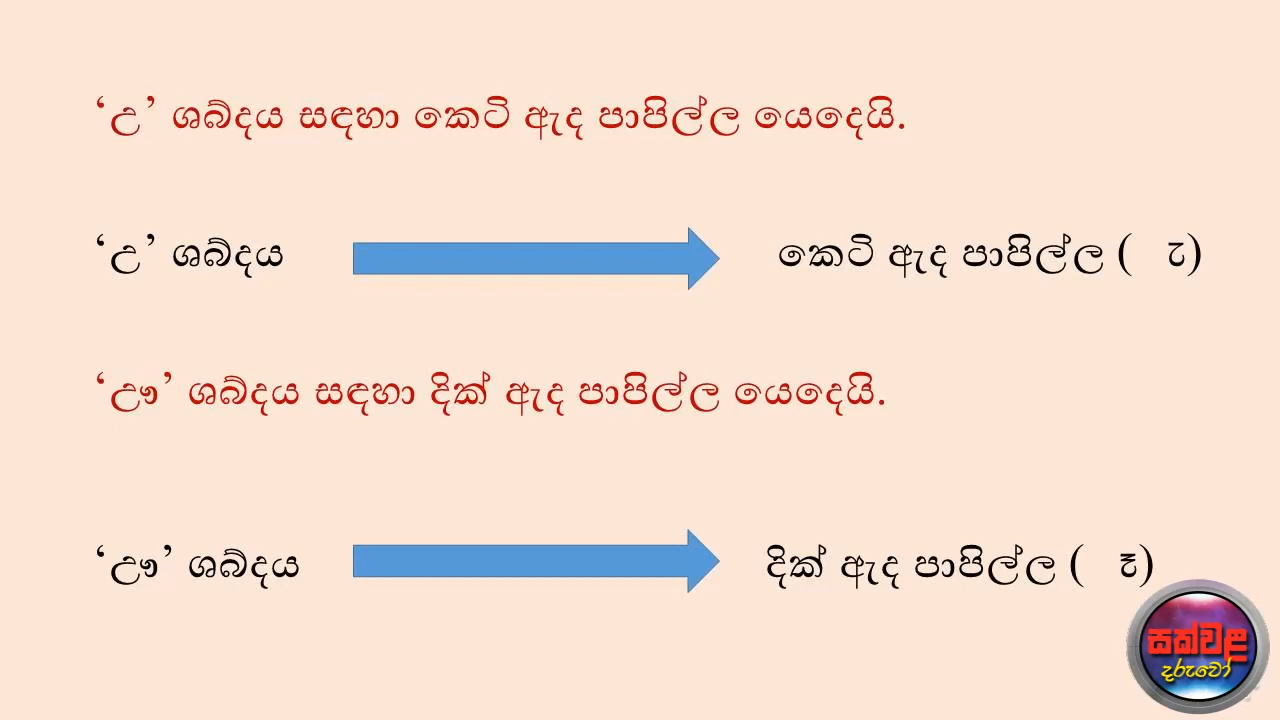 ‘උ’ ශබ්දය සඳහා කෙටි ඇද පාපිල්ල යෙදෙයි.
‘උ’ ශබ්දය කෙටි ඇද පාපිල්ල ( ැ)
‘ඌ’ ශබ්දය සඳහා දික් ඇද පාපිල්ල යෙදෙයි.
‘ඌ’ ශබ්දය දික් ඇද පාපිල්ල ( ෑ)
සක්වළ
දරුවෝ